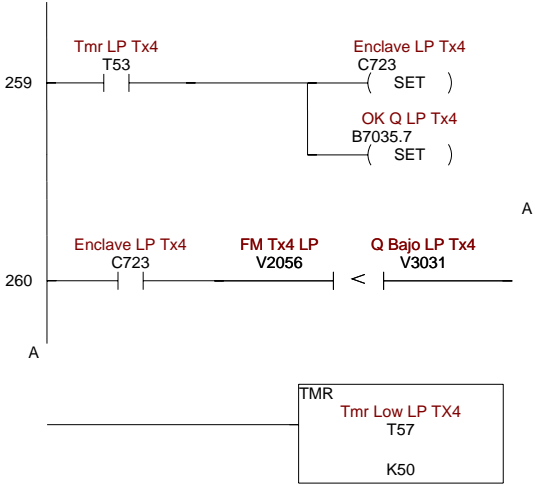 Tmr LP Tx4
Enclave LP Tx4
T53
C723
259
( SET )
OK Q LP Tx4
B7035.7
( SET )
A
Enclave LP Tx4
FM Tx4 LP
Q Bajo LP Tx4
C723
V2056
V3031
260
<
A
TMR
Tmr Low LP TX4
T57
K50